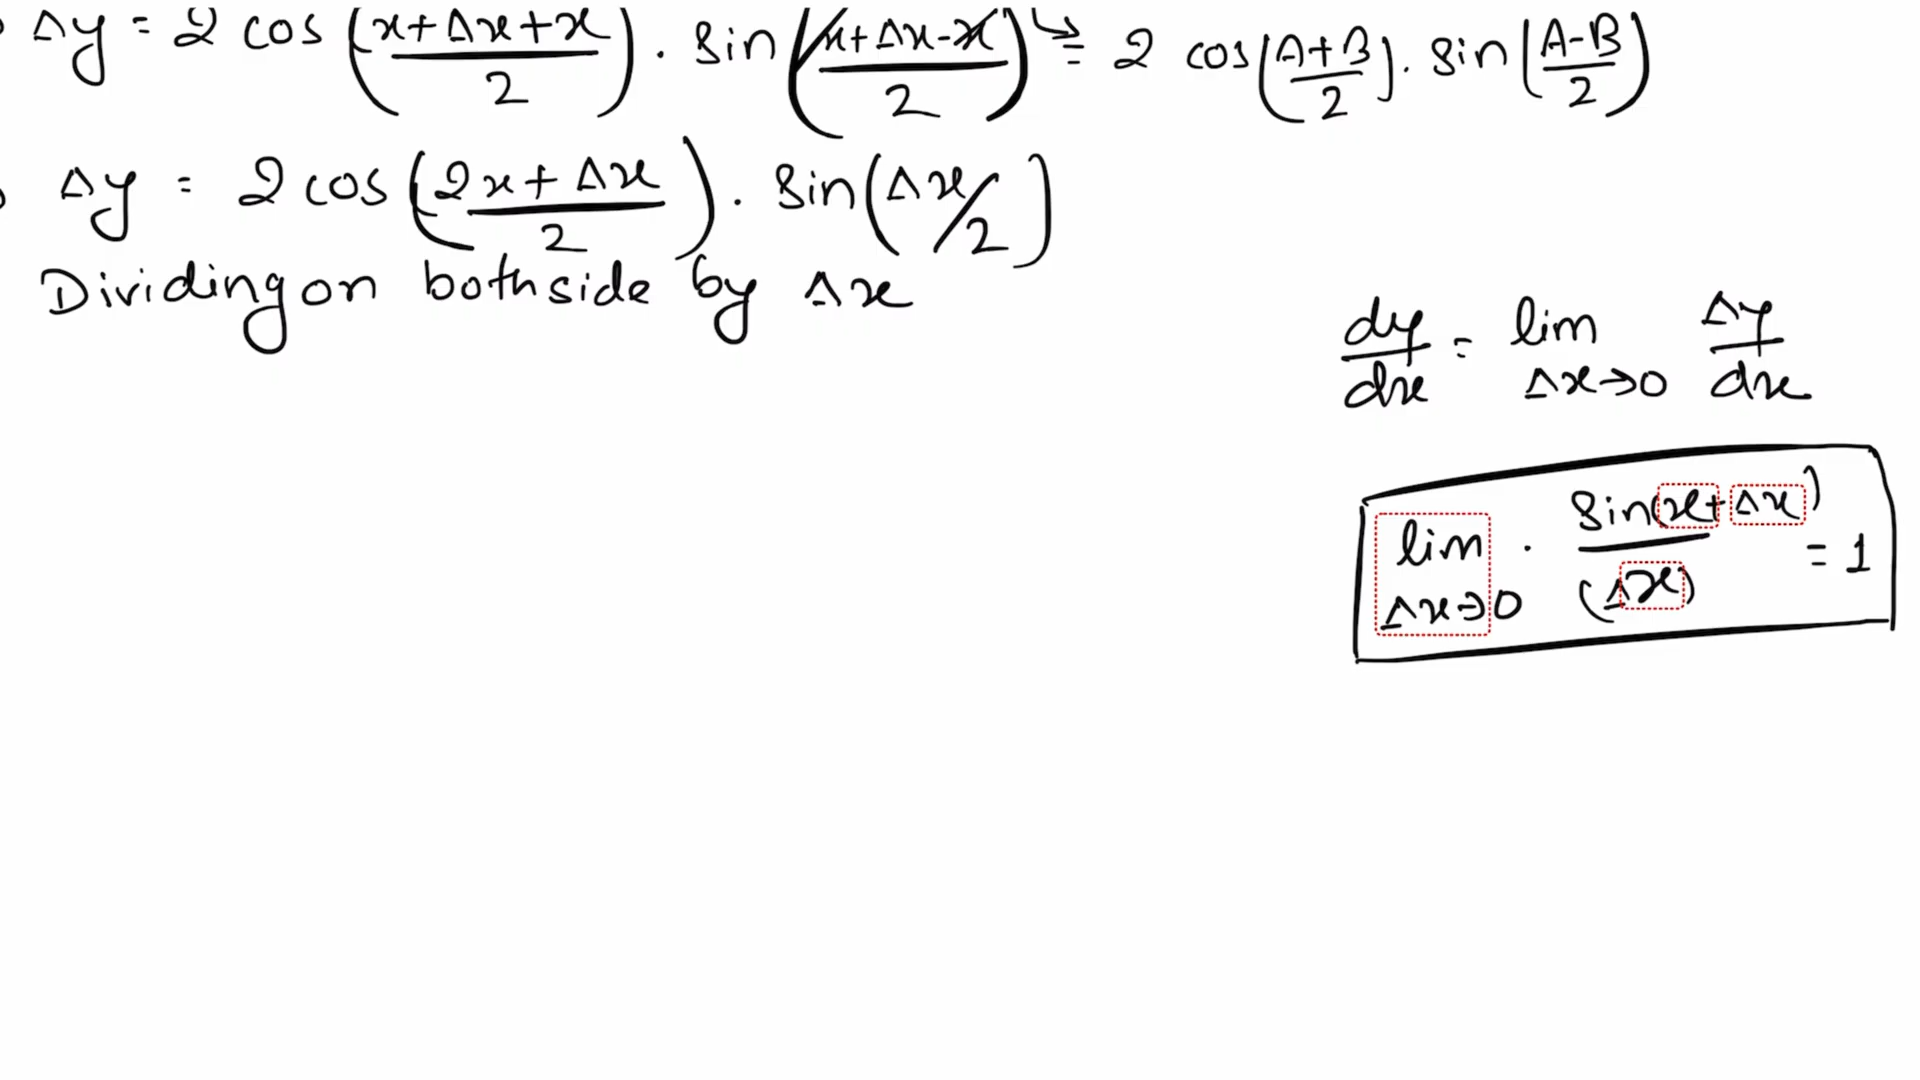 Δy = 2 cos((x+Δx+x)/2) . sin((x+Δx-x)/2) ↳ = 2 cos((A+B)/2) . sin((A-B)/2)
Δy = 2 cos((2x+Δx)/2) . sin(Δx/2)
Dividing on both side by Δx
dy/dx = lim Δx→0 Δy/dx
lim Δx→0 . sin(x+Δx)/(Δx) = 1